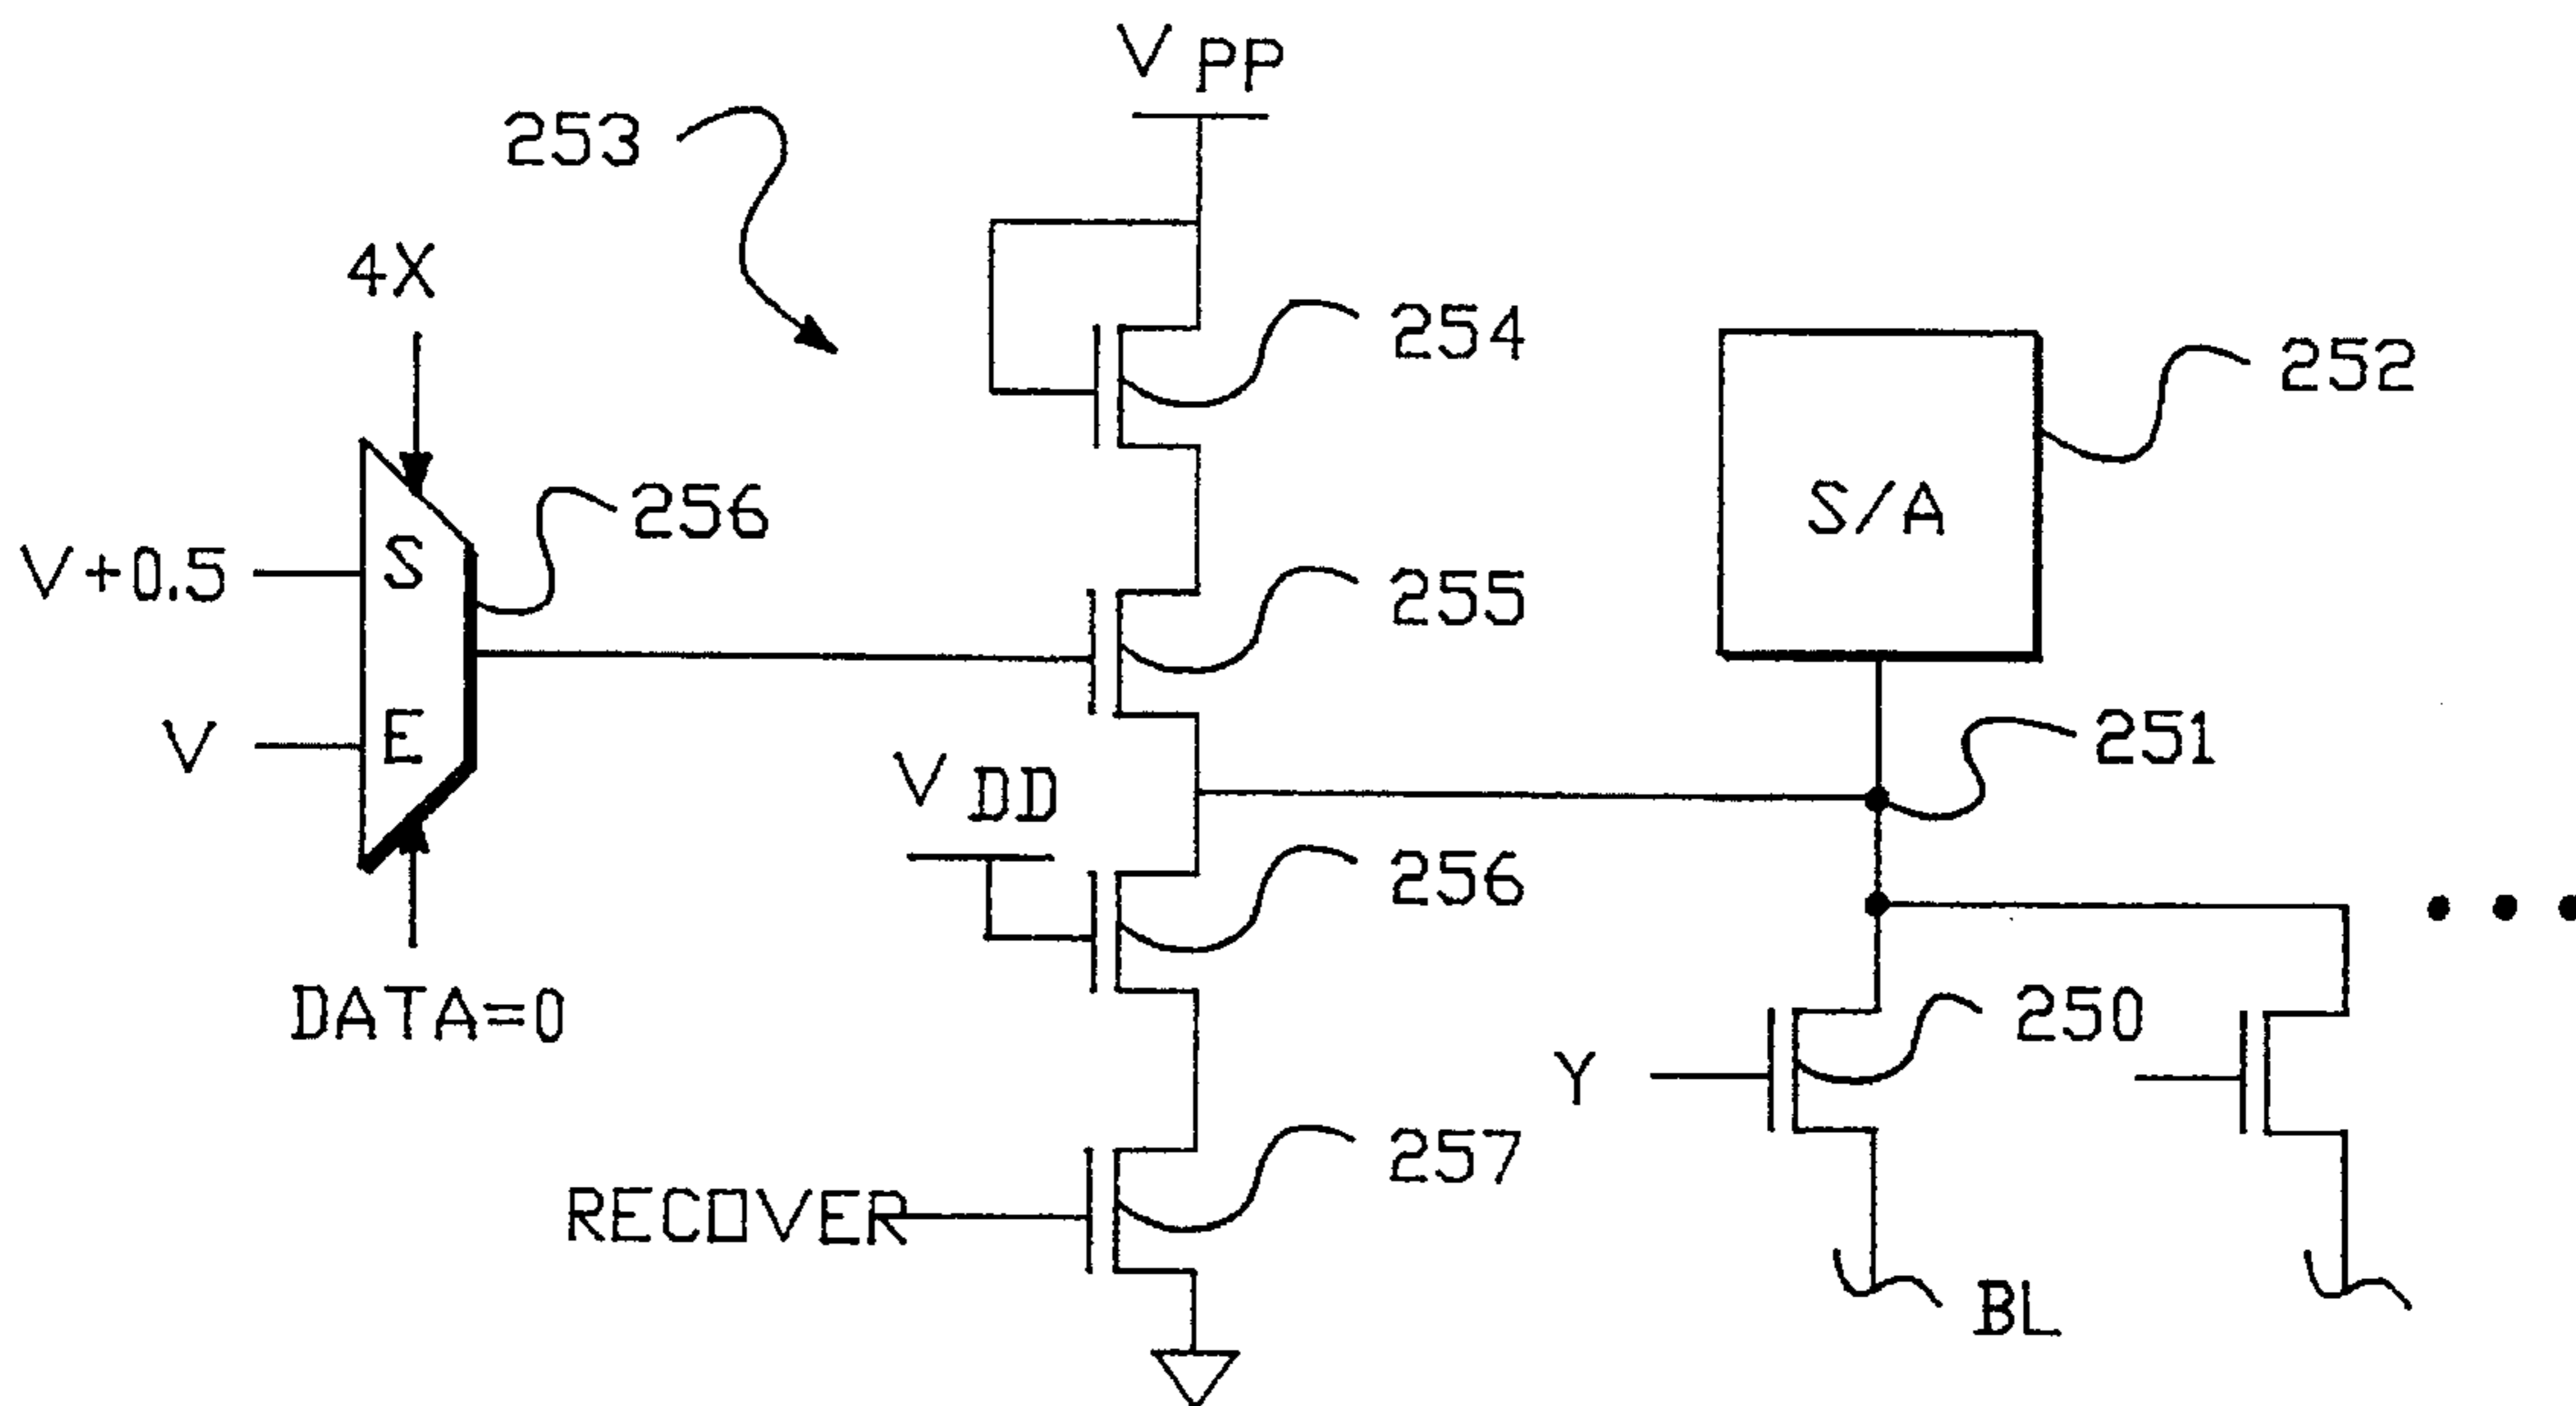 V PP
253
4X
254
252
256
S/A
V+0.5
S
255
V
E
251
V DD
256
DATA=0
250
Y
257
RECOVER
BL